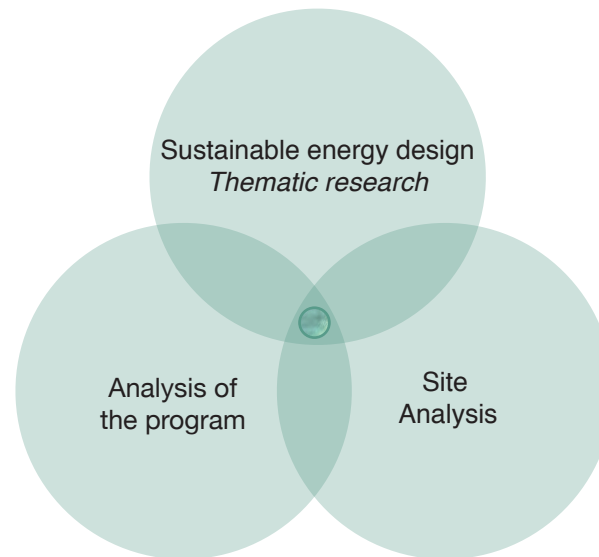 Sustainable energy design
Thematic research
Analysis of
the program
Site
Analysis